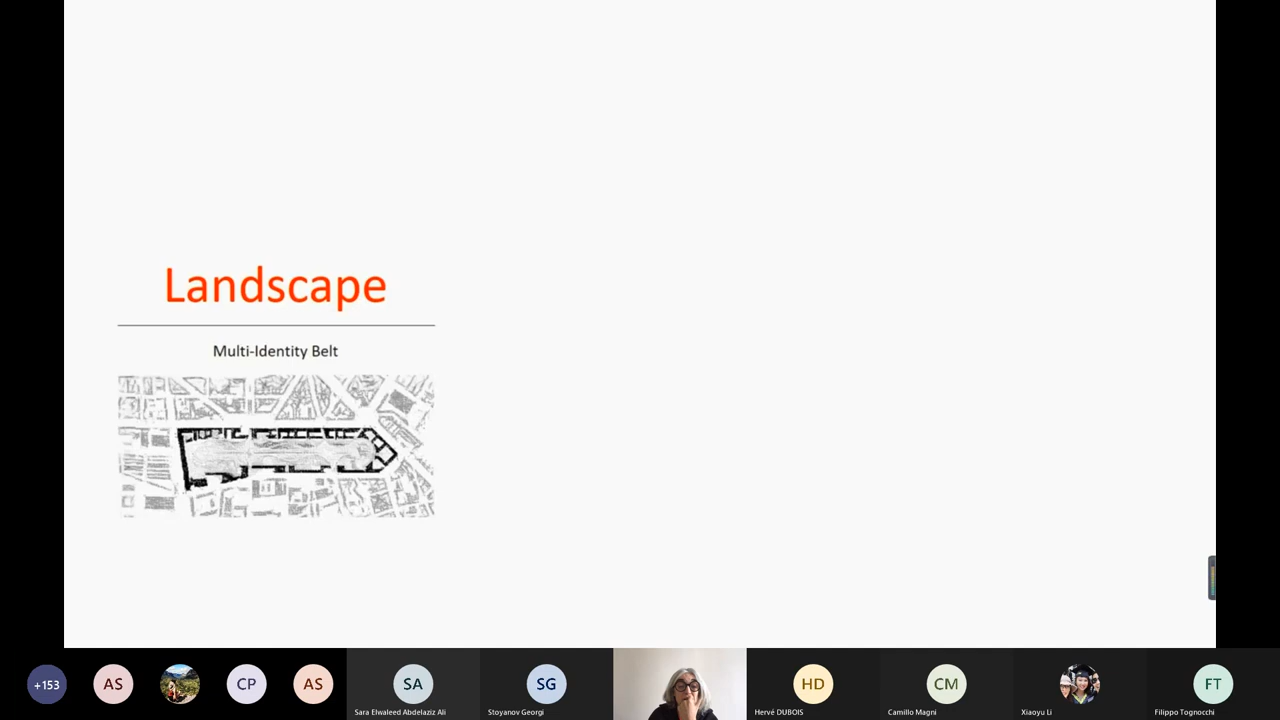 Landscape
Multi-Identity Belt
+153
AS
CP
AS
SA
SG
HD
CM
FT
Sara Elwaleed Abdelaziz Ali
Stoyanov Georgi
Hervé DUBOIS
Camillo Magni
Xiaoyu Li
Filippo Tognocchi